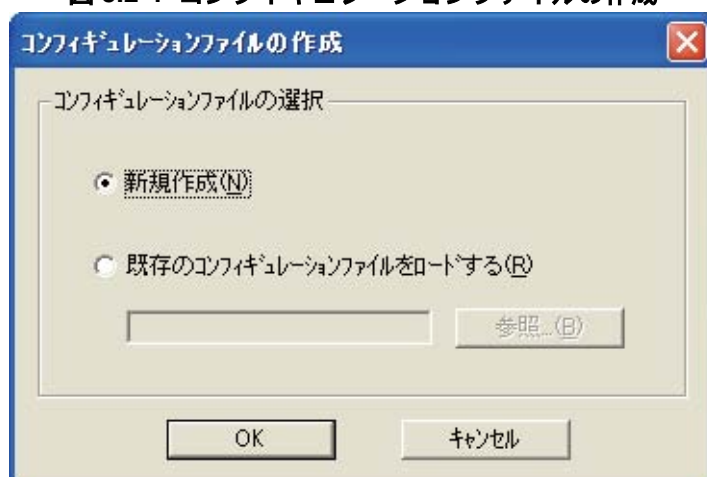 コンフィギュレーションファイルの作成
コンフィギュレーションファイルの選択
新規作成(N)
既存のコンフィギュレーションファイルをロードする(R)
参照...(B)
OK
キャンセル